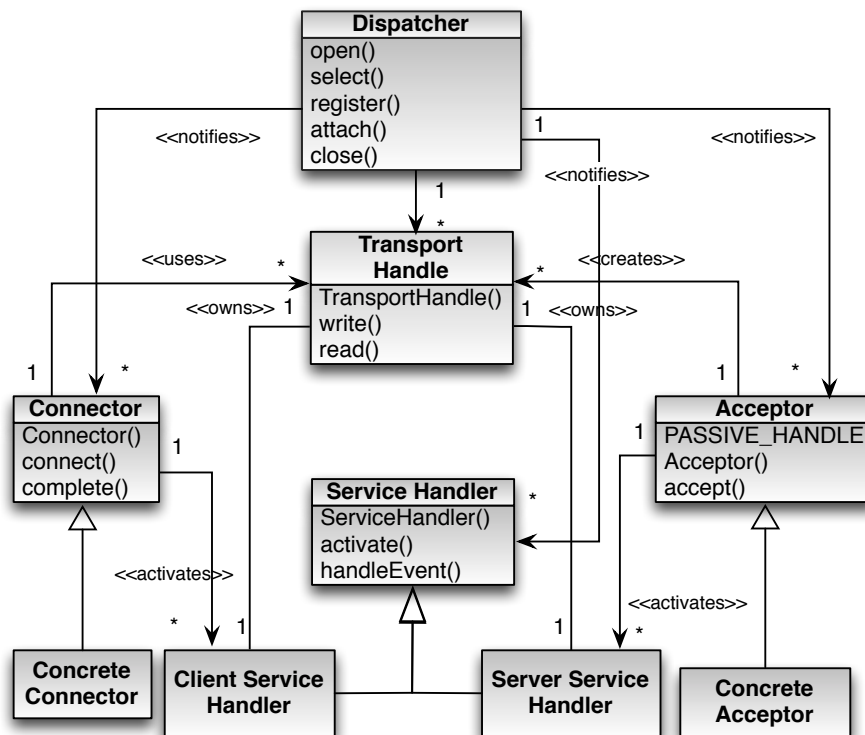 Dispatcher
open()
select()
register()
attach()
close()
<<notifies>>
1
<<notifies>>
<<notifies>>
1
*
Transport
Handle
TransportHandle()
write()
read()
<<uses>>
*
<<owns>>
1
*
<<creates>>
1
<<owns>>
1
*
1
*
Connector
Connector()
connect()
complete()
1
Acceptor
PASSIVE_HANDLE
Acceptor()
accept()
1
Service Handler
ServiceHandler()
activate()
handleEvent()
*
<<activates>>
*
1
1
<<activates>>
*
Concrete
Connector
Client Service
Handler
Server Service
Handler
Concrete
Acceptor